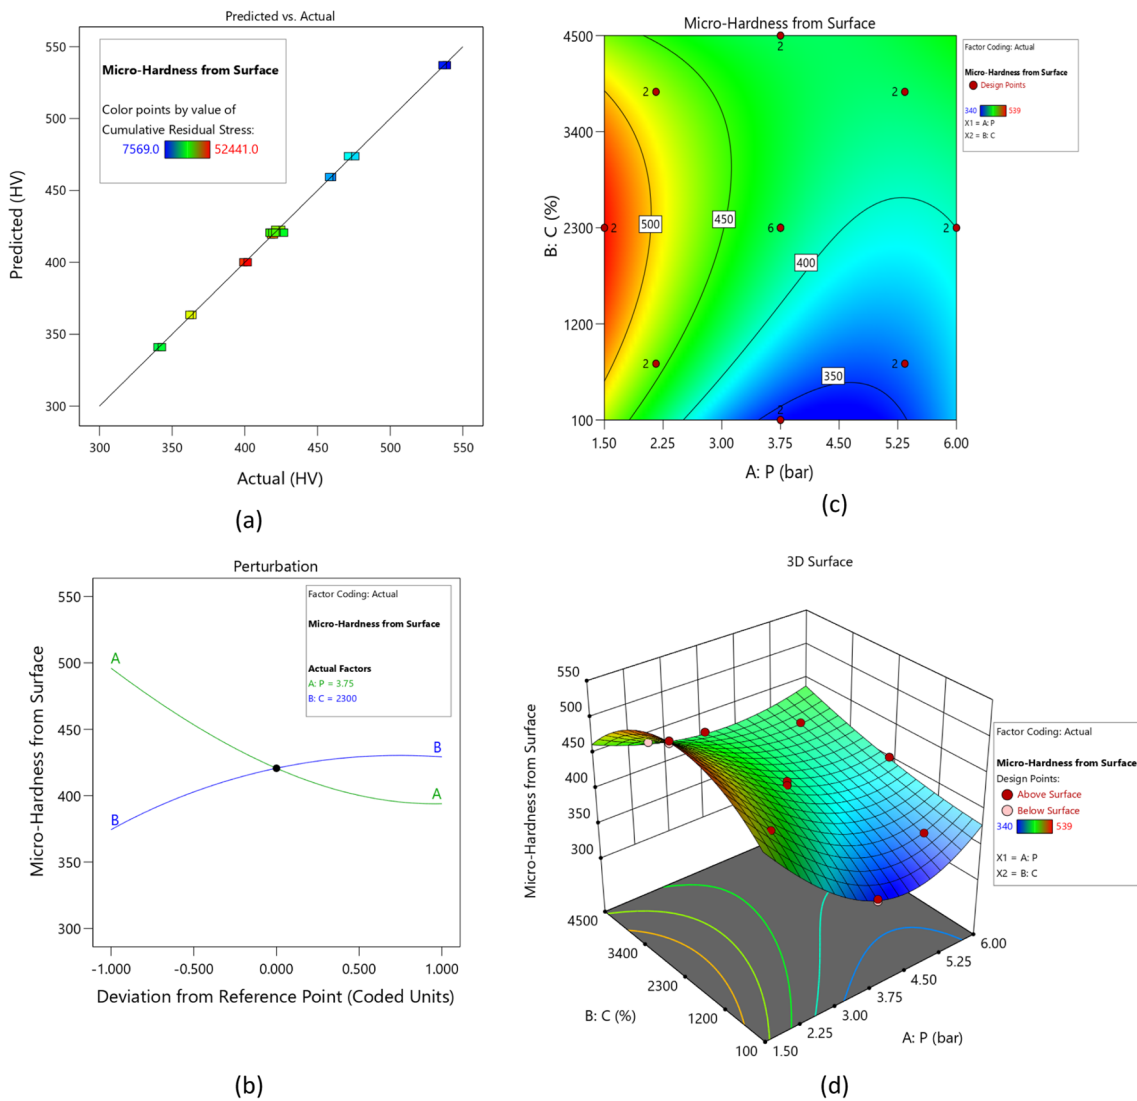 Predicted vs. Actual
Micro-Hardness from Surface
Color points by value of
Cumulative Residual Stress:
7569.0 52441.0
550
500
450
400
350
300
Predicted (HV)
300 350 400 450 500 550
Actual (HV)
(a)
Micro-Hardness from Surface
4500
3400
2300
1200
100
B: C (%)
2
2
2
500
450
2
6
2
400
2
2
350
2
1.50 2.25 3.00 3.75 4.50 5.25 6.00
A: P (bar)
Factor Coding: Actual
Micro-Hardness from Surface
Design Points
340 539
X1 = A: P
X2 = B: C
(c)
Perturbation
Factor Coding: Actual
Micro-Hardness from Surface
Actual Factors
A: P = 3.75
B: C = 2300
550
500
450
400
350
300
Micro-Hardness from Surface
A
B
B
A
-1.000 -0.500 0.000 0.500 1.000
Deviation from Reference Point (Coded Units)
(b)
3D Surface
550
500
450
400
350
300
Micro-Hardness from Surface
4500
3400
2300
1200
100
B: C (%)
1.50
2.25
3.00
3.75
4.50
5.25
6.00
A: P (bar)
Factor Coding: Actual
Micro-Hardness from Surface
Design Points:
Above Surface
Below Surface
340 539
X1 = A: P
X2 = B: C
(d)